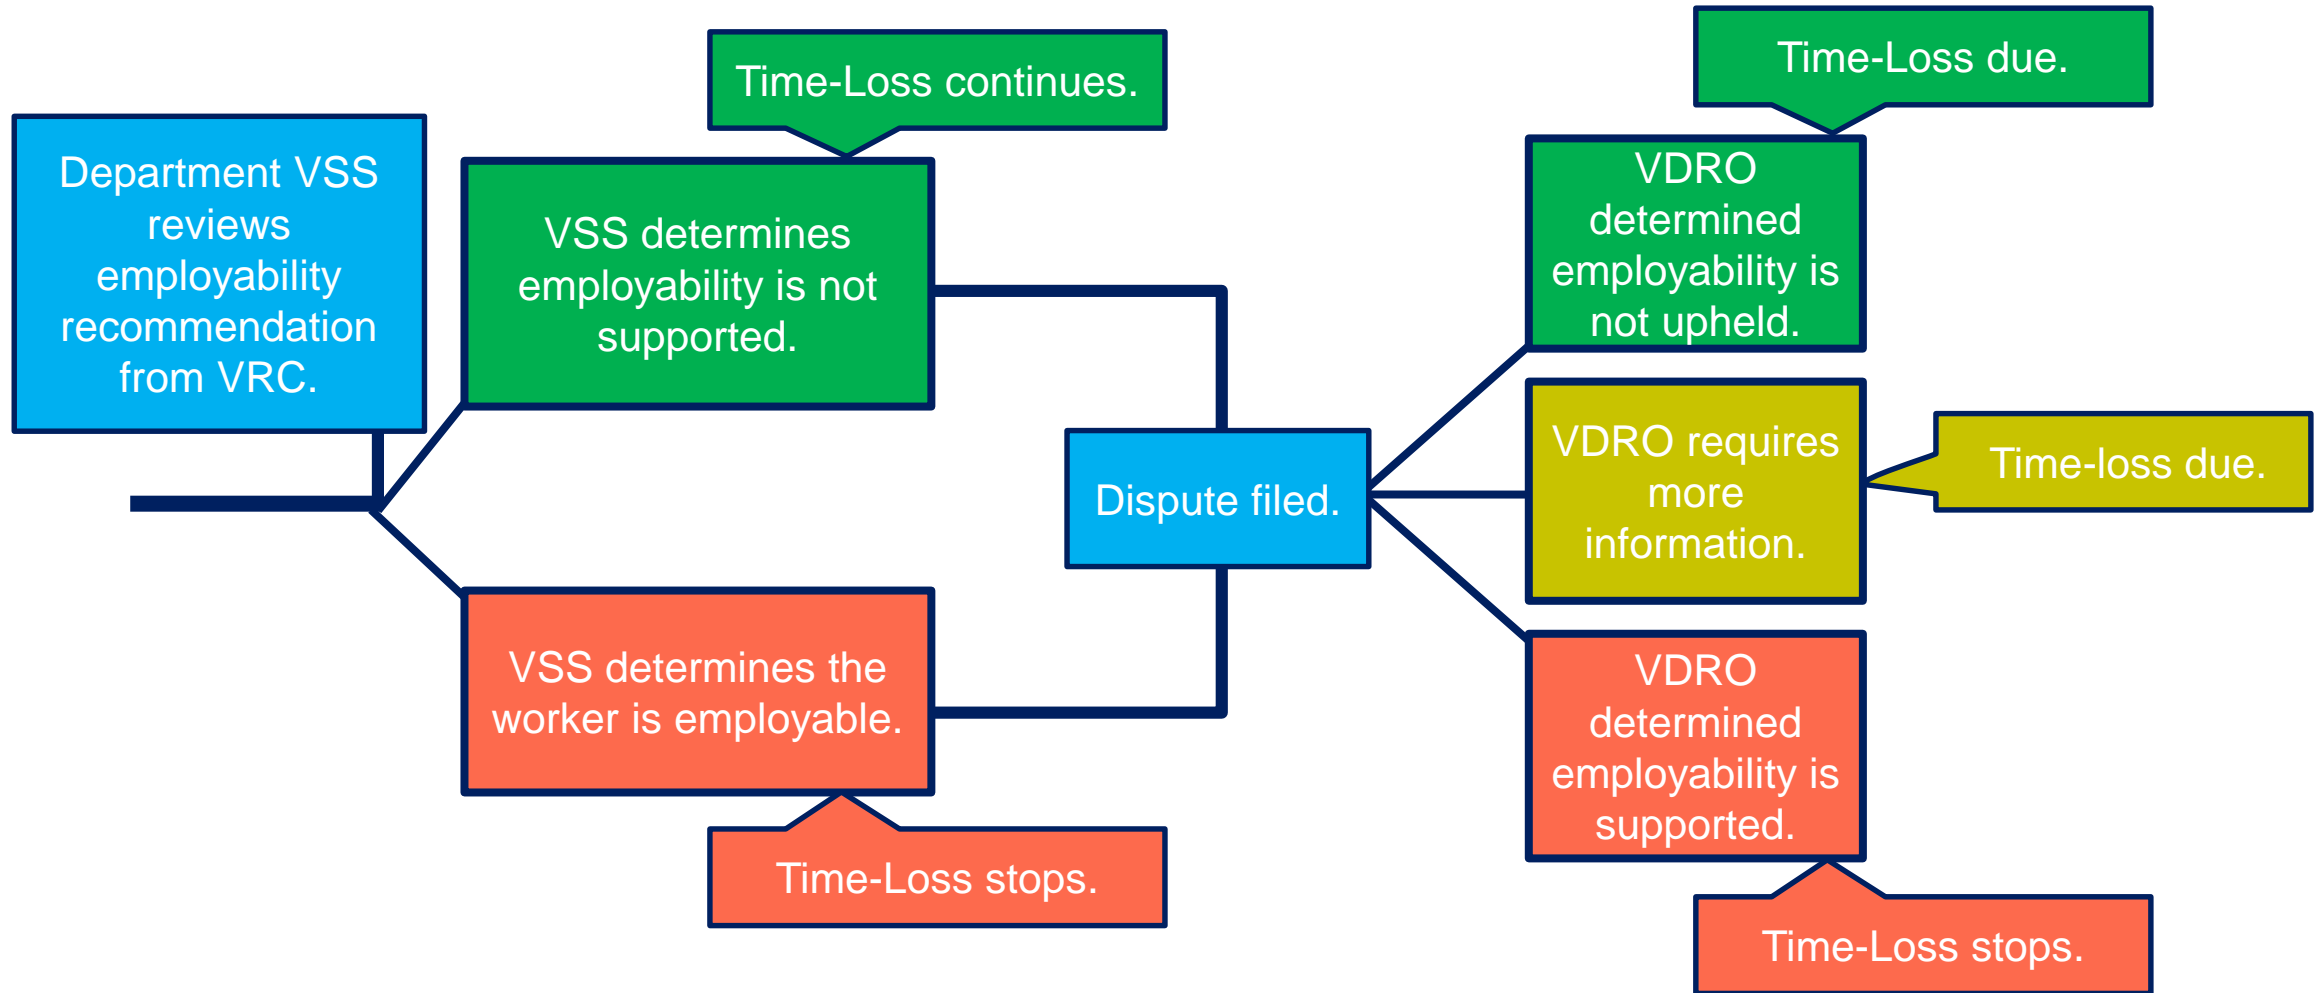 Department VSS
reviews
employability
recommendation
from VRC.
Time-Loss continues.
VSS determines
employability is not
supported.
VSS determines the
worker is employable.
Time-Loss stops.
Dispute filed.
Time-Loss due.
VDRO
determined
employability is
not upheld.
VDRO requires
more
information.
Time-loss due.
VDRO
determined
employability is
supported.
Time-Loss stops.